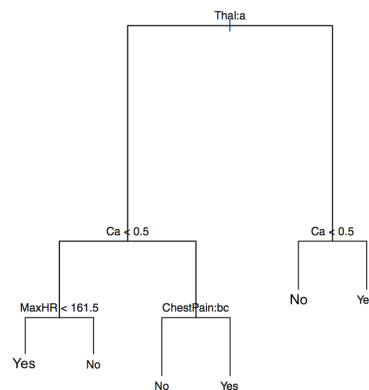 Thal:a
Ca < 0.5
Ca < 0.5
MaxHR < 161.5
ChestPain:bc
No
Ye
Yes
No
No
Yes